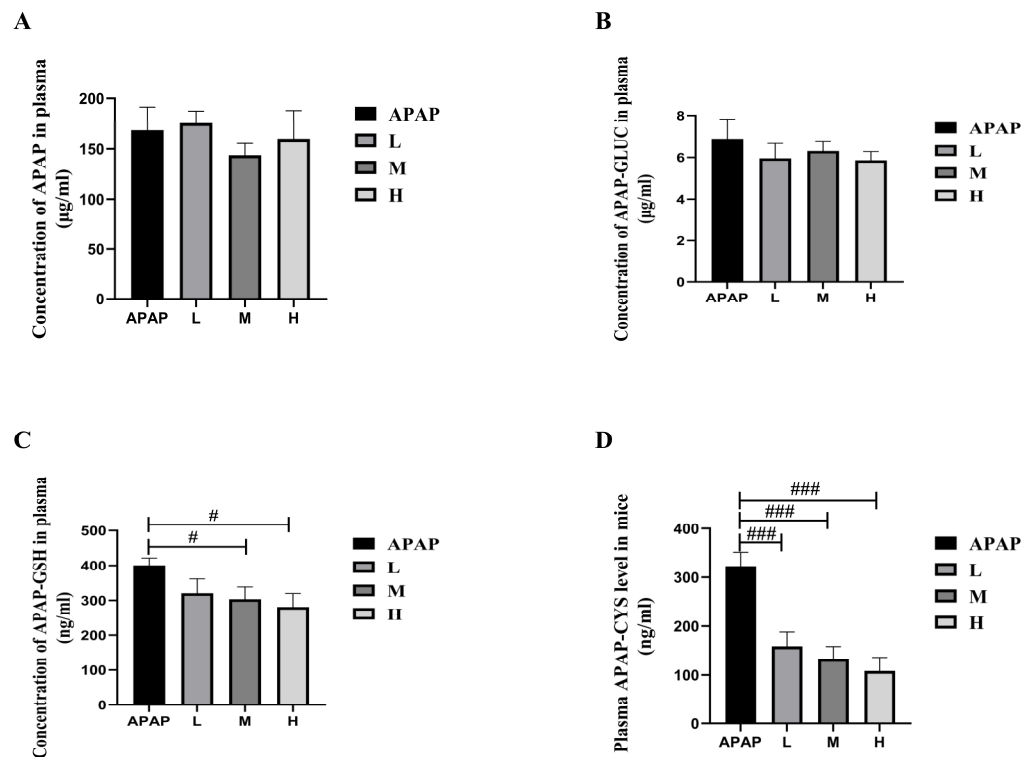 A
Concentration of APAP in plasma
(μg/ml)
200
150
100
50
0
APAP L M H
APAP
L
M
H
B
Concentration of APAP-GLUC in plasma
(μg/ml)
8
6
4
2
0
APAP L M H
APAP
L
M
H
C
Concentration of APAP-GSH in plasma
(ng/ml)
500
400
300
200
100
0
#
#
APAP L M H
APAP
L
M
H
D
Plasma APAP-CYS level in mice
(ng/ml)
400
300
200
100
0
###
###
###
APAP L M H
APAP
L
M
H